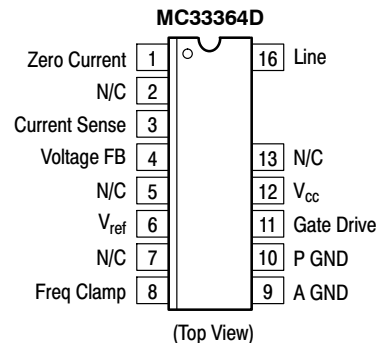 MC33364D
Zero Current 1 16 Line
N/C 2
Current Sense 3
Voltage FB 4 13 N/C
N/C 5 12 Vcc
Vref 6 11 Gate Drive
N/C 7 10 P GND
Freq Clamp 8 9 A GND
(Top View)